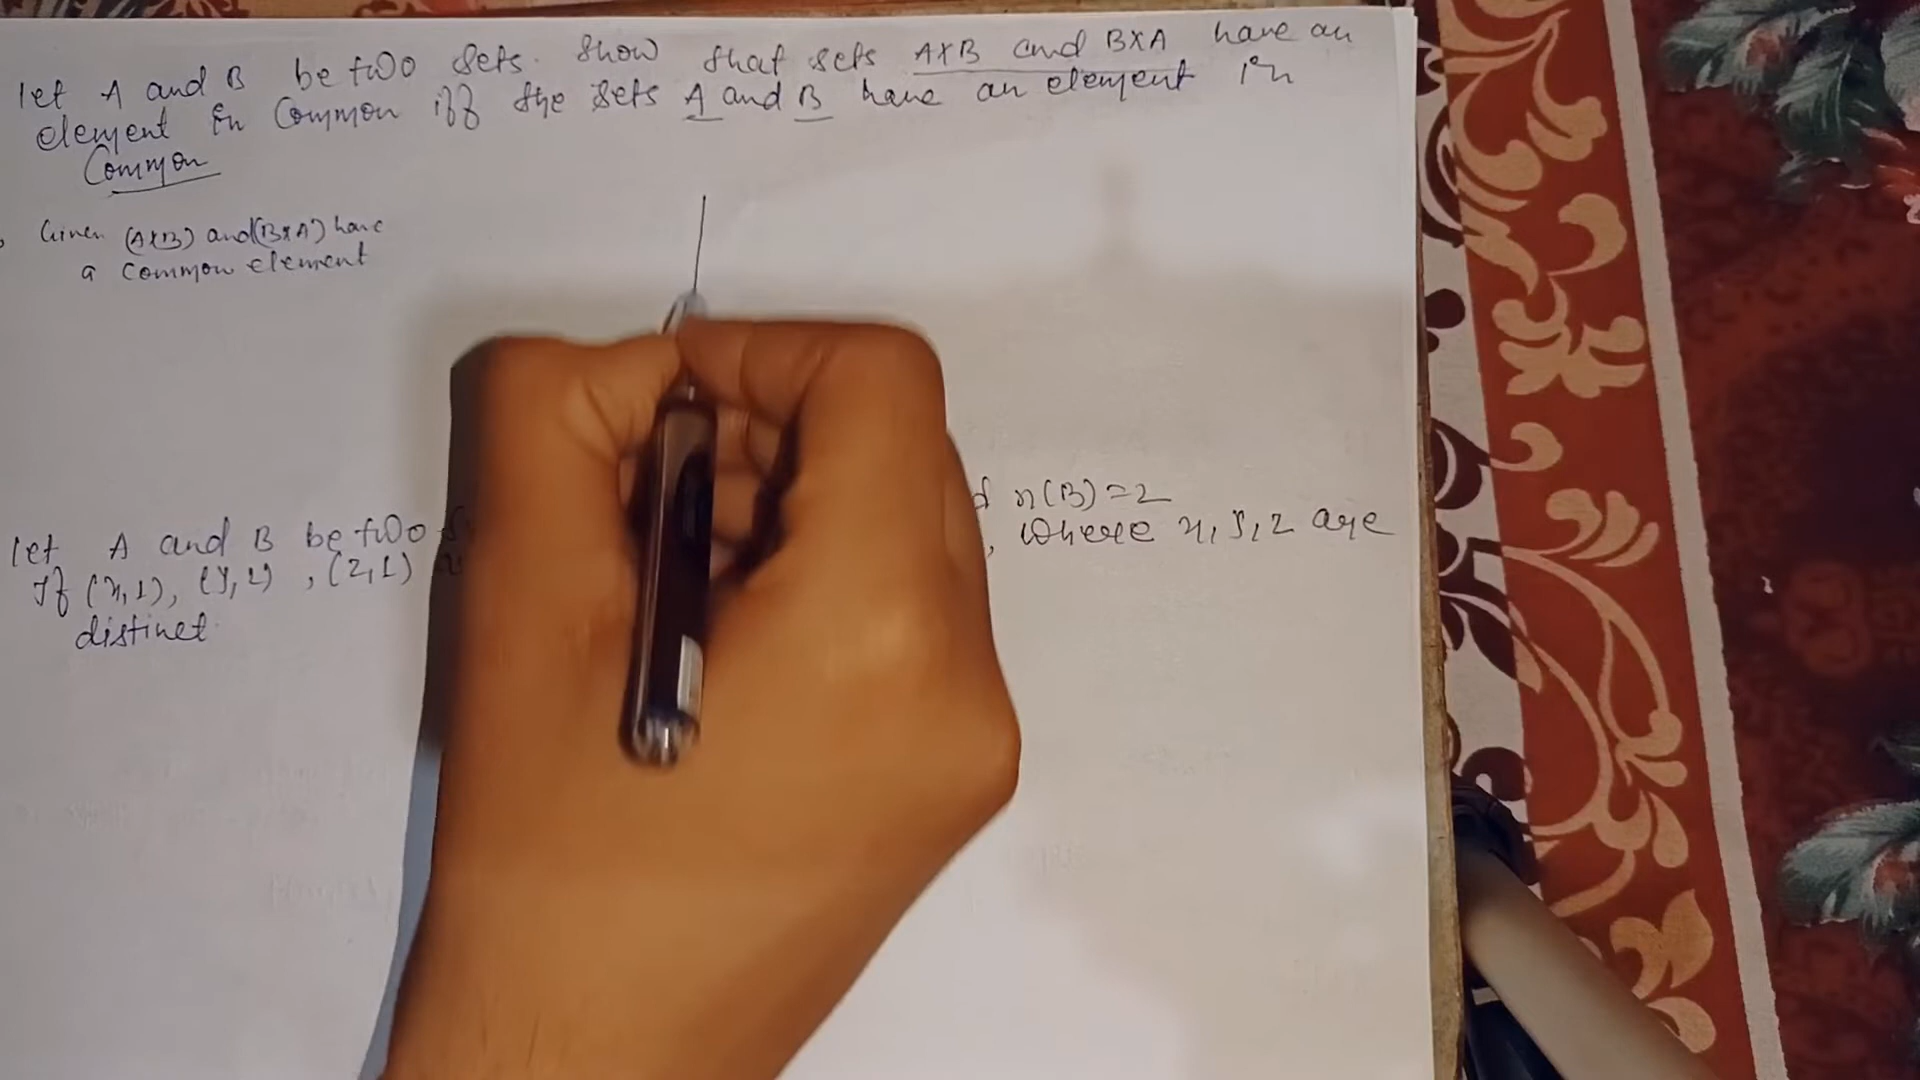 let A and B be two sets. Show that sets A×B and B×A have an
element in Common iff the sets A and B have an element in
Common
Given (A×B) and (B×A) have
a common element
let A and B be two n(B)=2
If (x,1), (y,2), (z,1) where x,y,z are
distinct